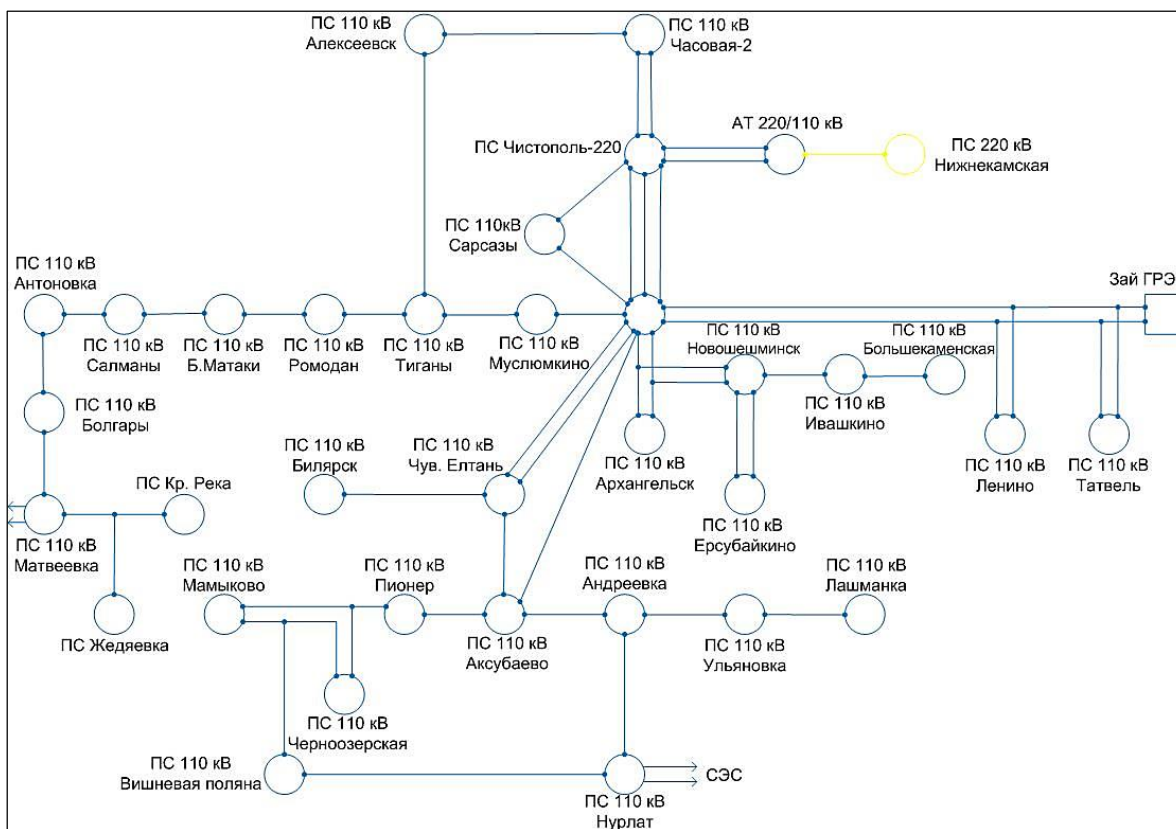 ПС 110 кВ
Алексеевск
ПС 110 кВ
Часовая-2
АТ 220/110 кВ
ПС Чистополь-220
ПС 220 кВ
Нижнекамская
ПС 110кВ
Сарсазы
ПС 110 кВ
Антоновка
Зай ГРЭ
ПС 110 кВ
Салманы
ПС 110 кВ
Б.Матаки
ПС 110 кВ
Ромодан
ПС 110 кВ
Тиганы
ПС 110 кВ
Муслюмкино
ПС 110 кВ
Новошешминск
ПС 110 кВ
Большекаменская
ПС 110 кВ
Ивашкино
ПС 110 кВ
Болгары
ПС 110 кВ
Билярск
ПС 110 кВ
Чув. Елтань
ПС 110 кВ
Архангельск
ПС 110 кВ
Ленино
ПС 110 кВ
Татвель
ПС Кр. Река
ПС 110 кВ
Матвеевка
ПС 110 кВ
Ерсубайкино
ПС 110 кВ
Мамыково
ПС 110 кВ
Пионер
ПС 110 кВ
Андреевка
ПС 110 кВ
Лашманка
ПС Жедяевка
ПС 110 кВ
Аксубаево
ПС 110 кВ
Ульяновка
ПС 110 кВ
Черноозерская
ПС 110 кВ
Вишневая поляна
СЭС
ПС 110 кВ
Нурлат